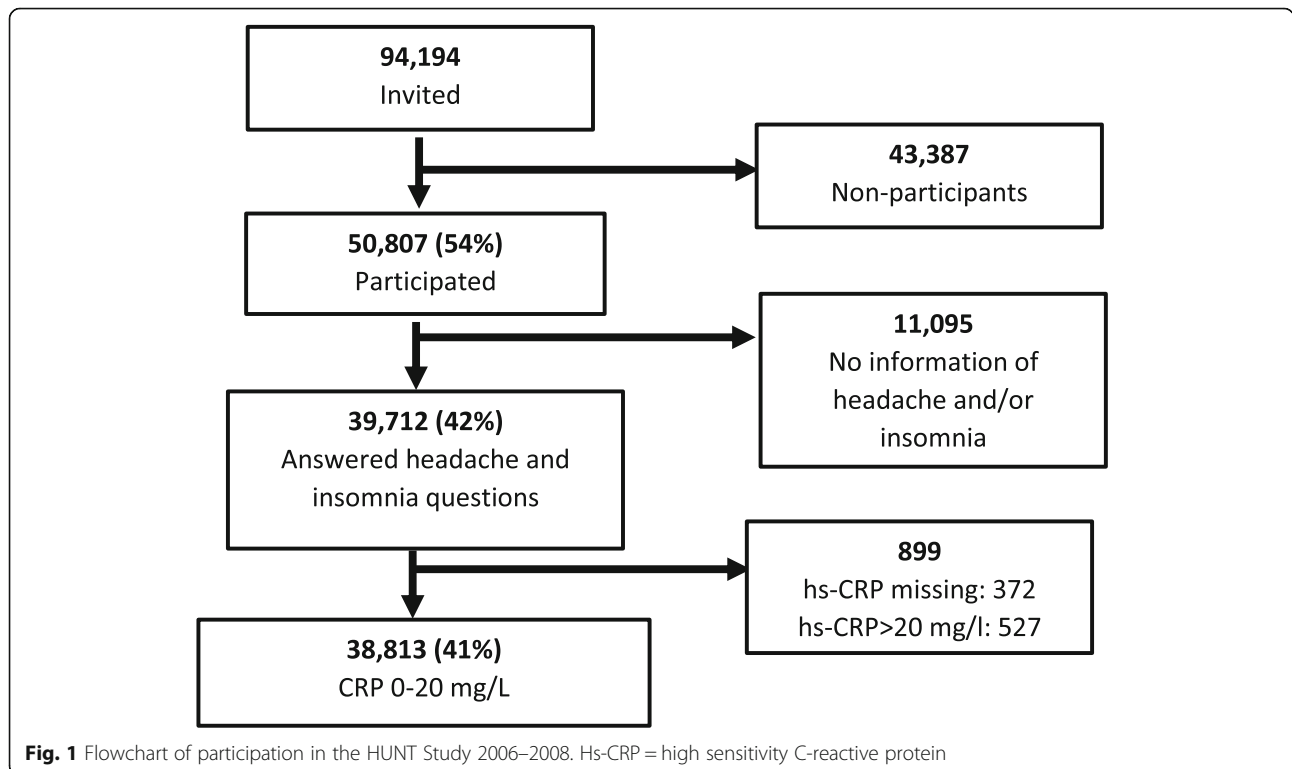 94,194
Invited
43,387
Non-participants
50,807 (54%)
Participated
11,095
No information of
headache and/or
insomnia
39,712 (42%)
Answered headache and
insomnia questions
899
hs-CRP missing: 372
hs-CRP>20 mg/l: 527
38,813 (41%)
CRP 0-20 mg/L
Fig. 1 Flowchart of participation in the HUNT Study 2006–2008. Hs-CRP = high sensitivity C-reactive protein